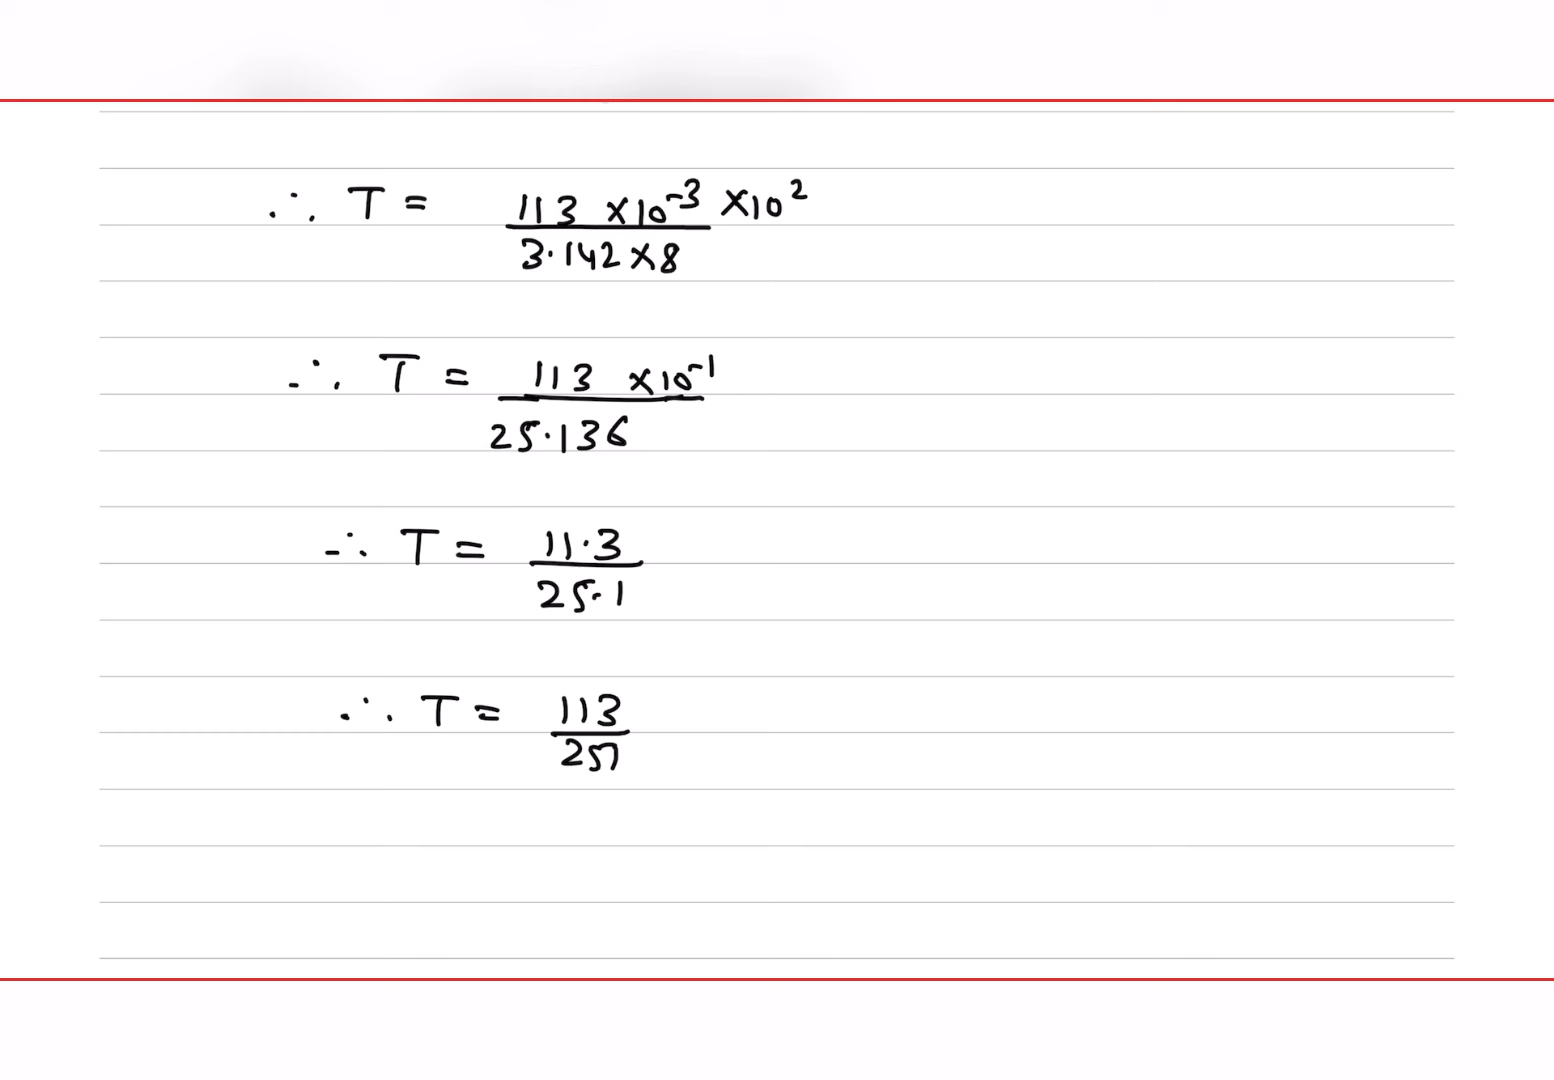 ∴ T = 113 ×10⁻³ ×10² / 3.142×8
∴ T = 113 ×10⁻¹ / 25.136
∴ T = 11.3 / 25.1
∴ T = 113 / 251